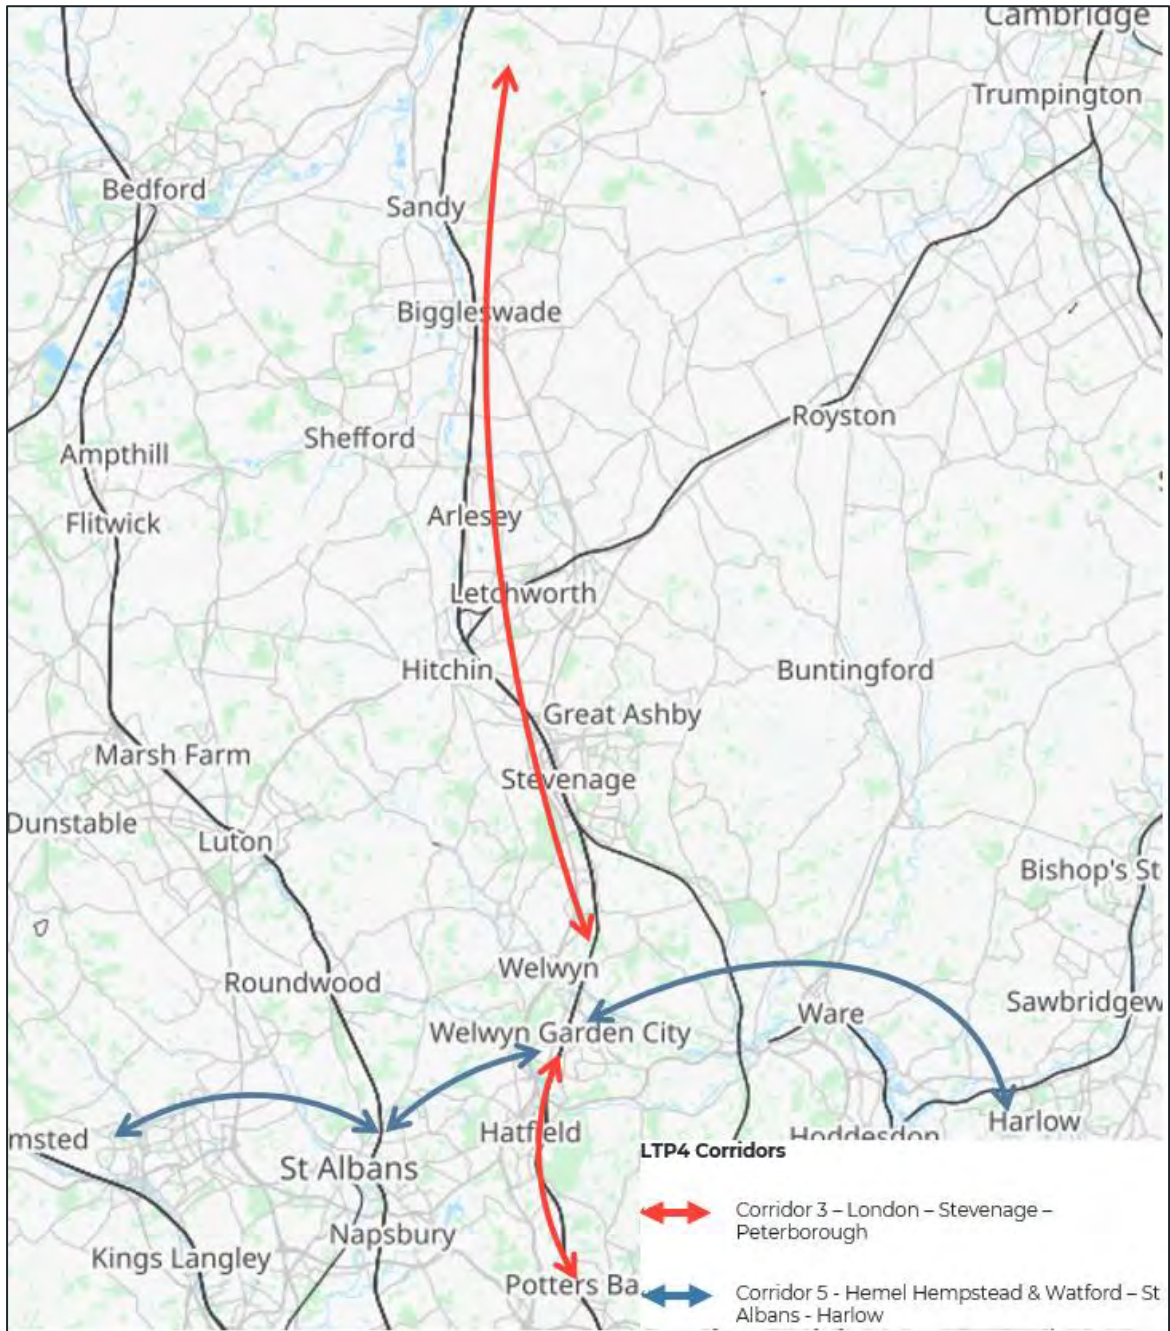 Cambridge
Trumpington
Bedford
Sandy
Biggleswade
Royston
Shefford
Ampthill
Arlesey
Flitwick
Letchworth
Hitchin
Buntingford
Great Ashby
Marsh Farm
Stevenage
Dunstable
Luton
Bishop's St
Welwyn
Roundwood
Sawbridgew
Ware
Welwyn Garden City
Harlow
Hatfield
msted
Hoddesdon
LTP4 Corridors
St Albans
Corridor 3 – London – Stevenage –
Peterborough
Napsbury
Kings Langley
Potters Ba
Corridor 5 - Hemel Hempstead & Watford – St
Albans - Harlow